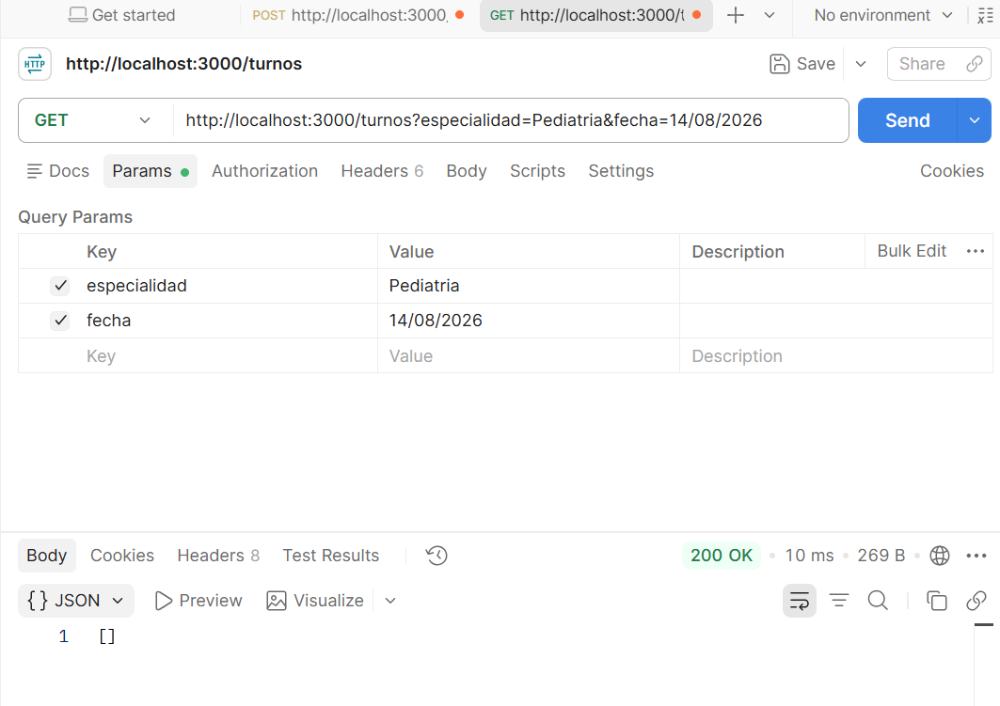 Get started POST http://localhost:3000, GET http://localhost:3000/t No environment
HTTP http://localhost:3000/turnos Save Share
GET http://localhost:3000/turnos?especialidad=Pediatria&fecha=14/08/2026 Send
Docs Params Authorization Headers 6 Body Scripts Settings Cookies
Query Params
Key Value Description Bulk Edit
especialidad Pediatria
fecha 14/08/2026
Key Value Description
Body Cookies Headers 8 Test Results 200 OK 10 ms 269 B
{} JSON Preview Visualize
1 []